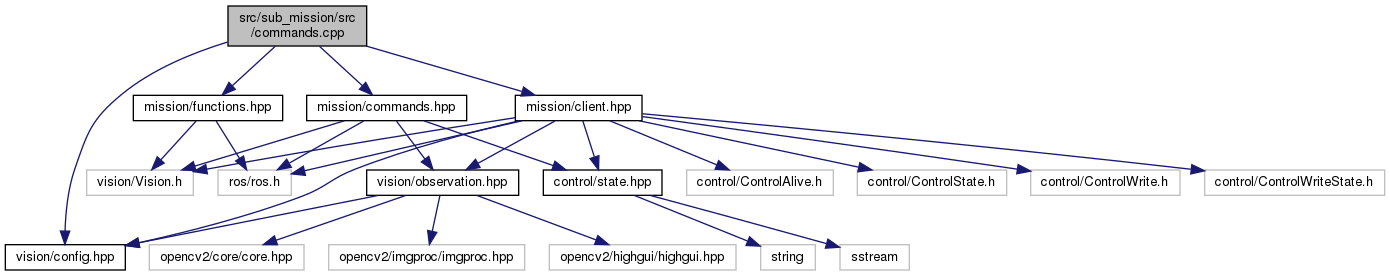 src/sub_mission/src
/commands.cpp
mission/functions.hpp
mission/commands.hpp
mission/client.hpp
vision/Vision.h
ros/ros.h
vision/observation.hpp
control/state.hpp
control/ControlAlive.h
control/ControlState.h
control/ControlWrite.h
control/ControlWriteState.h
vision/config.hpp
opencv2/core/core.hpp
opencv2/imgproc/imgproc.hpp
opencv2/highgui/highgui.hpp
string
sstream